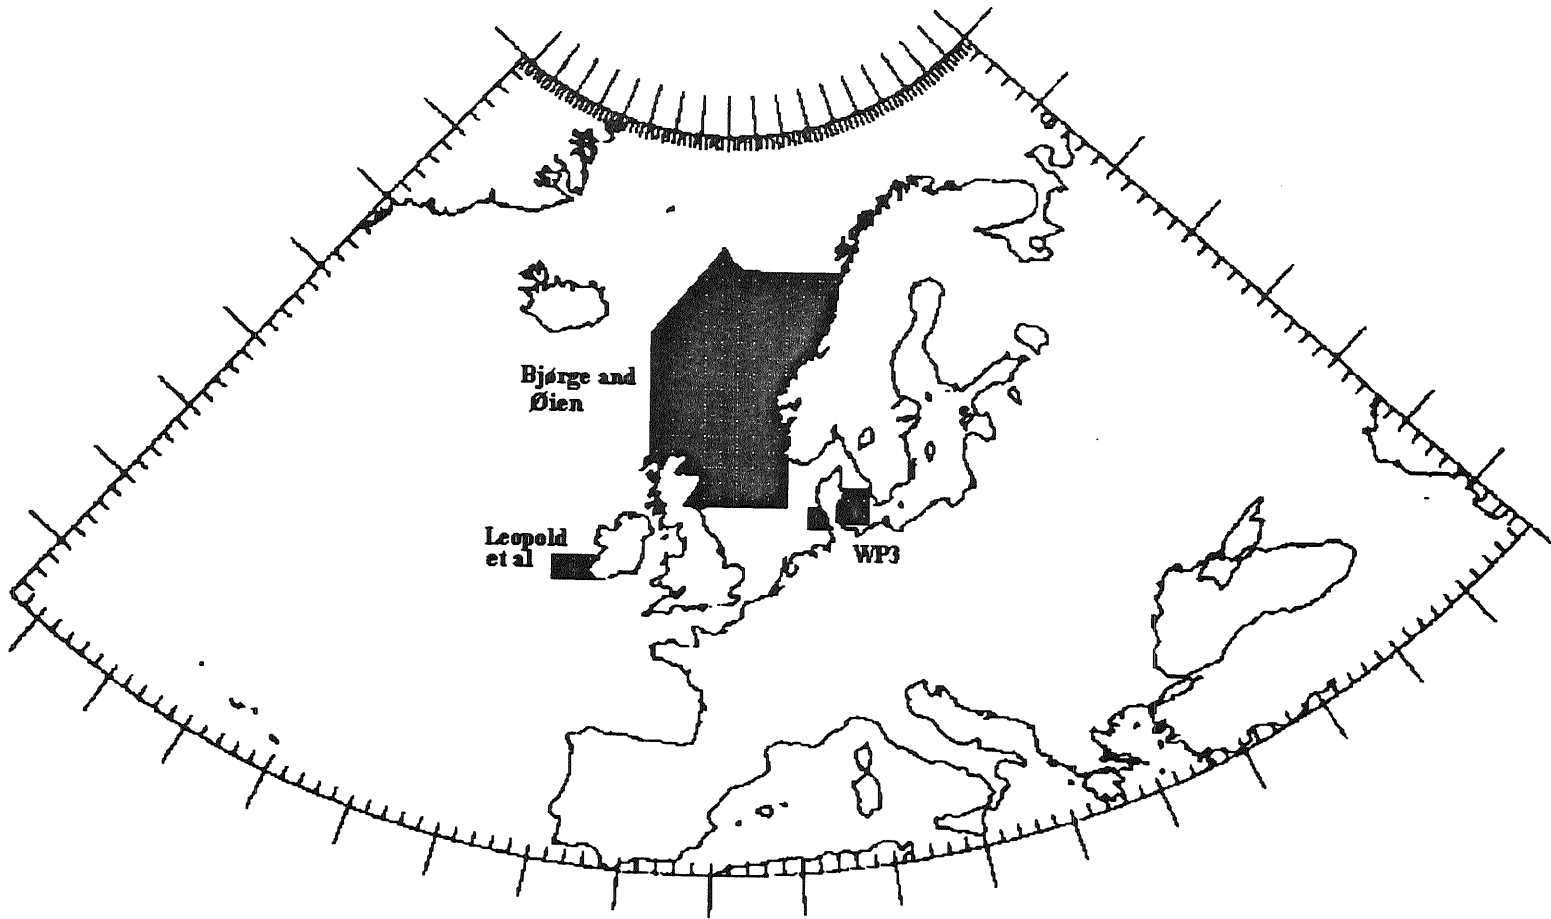 Bjørge and
Øien
Leopold
et al
WP3